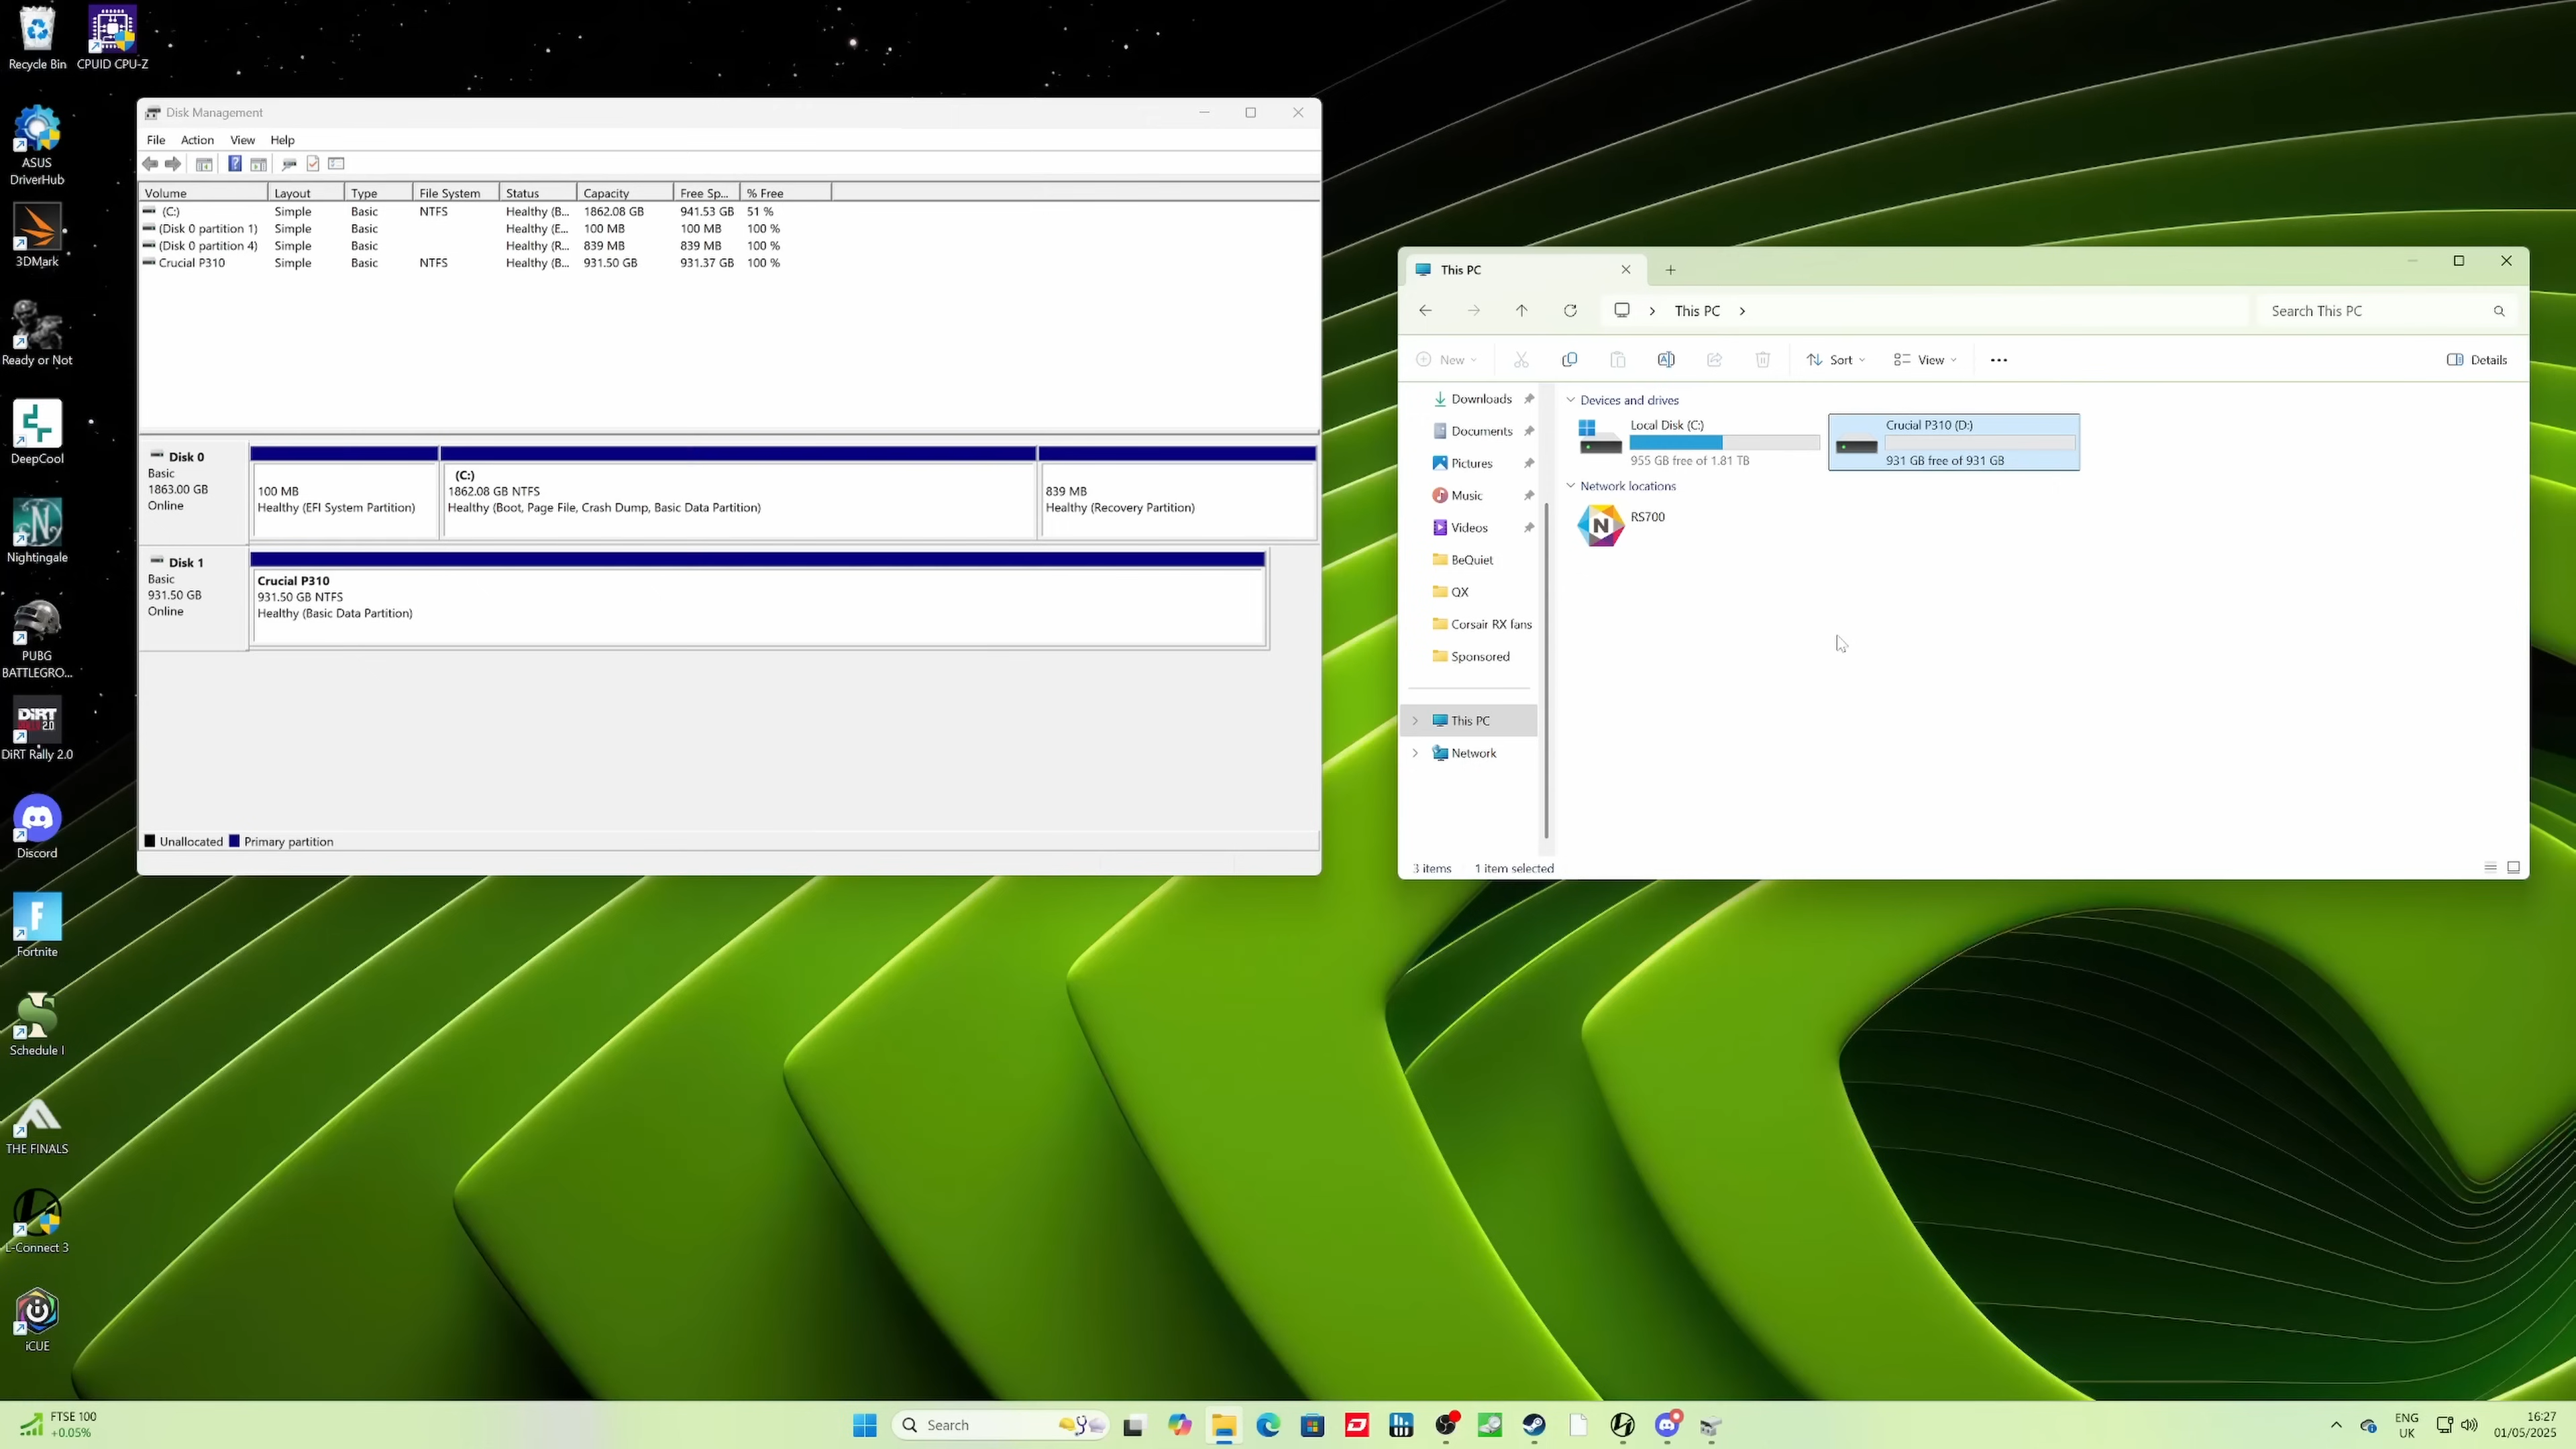 Recycle Bin
CPUID CPU-Z
ASUS
DriverHub
3DMark
Ready or Not
DeepCool
Nightingale
PUBG
BATTLEGRO...
DiRT Rally 2.0
Discord
Fortnite
Schedule I
THE FINALS
L-Connect 3
iCUE
Disk Management
File Action View Help
Volume Layout Type File System Status Capacity Free Sp... % Free
(C:) Simple Basic NTFS Healthy (B... 1862.08 GB 941.53 GB 51 %
(Disk 0 partition 1) Simple Basic Healthy (E... 100 MB 100 MB 100 %
(Disk 0 partition 4) Simple Basic Healthy (R... 839 MB 839 MB 100 %
Crucial P310 Simple Basic NTFS Healthy (B... 931.50 GB 931.37 GB 100 %
Disk 0
Basic
1863.00 GB
Online
100 MB
Healthy (EFI System Partition)
(C:)
1862.08 GB NTFS
Healthy (Boot, Page File, Crash Dump, Basic Data Partition)
839 MB
Healthy (Recovery Partition)
Disk 1
Basic
931.50 GB
Online
Crucial P310
931.50 GB NTFS
Healthy (Basic Data Partition)
Unallocated Primary partition
This PC
This PC
Search This PC
New Sort View Details
Downloads
Documents
Pictures
Music
Videos
BeQuiet
QX
Corsair RX fans
Sponsored
This PC
Network
Devices and drives
Local Disk (C:)
955 GB free of 1.81 TB
Crucial P310 (D:)
931 GB free of 931 GB
Network locations
N
RS700
3 items 1 item selected
FTSE 100
+0.05%
Search
ENG
UK
16:27
01/05/2025